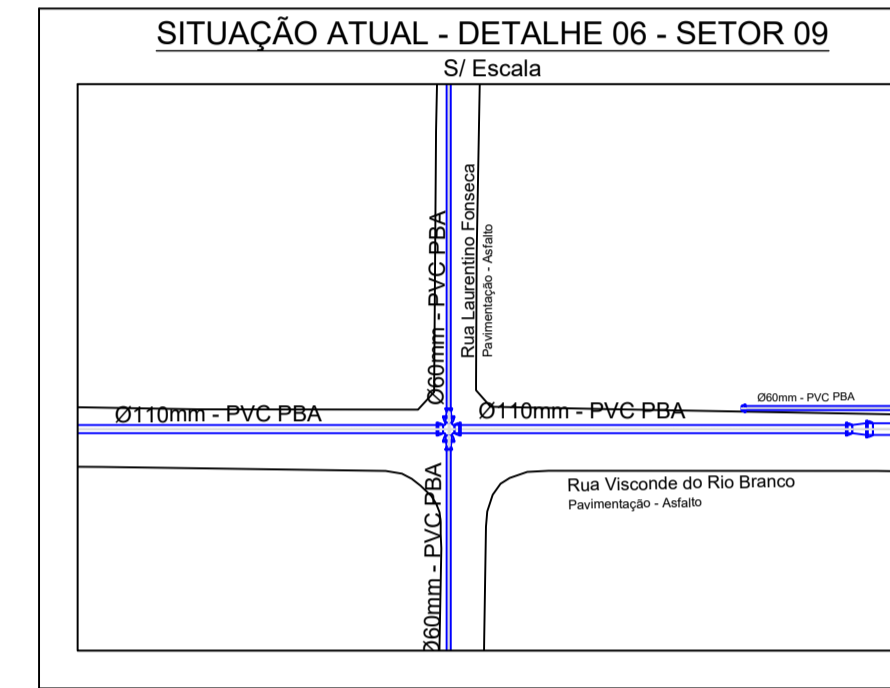 SITUAÇÃO ATUAL - DETALHE 06 - SETOR 09
S/ Escala
Ø60mm - PVC PBA
Rua Laurentino Fonseca
Pavimentação - Asfalto
Ø110mm - PVC PBA
Ø110mm - PVC PBA
Ø60mm - PVC PBA
Ø60mm - PVC PBA
Rua Visconde do Rio Branco
Pavimentação - Asfalto